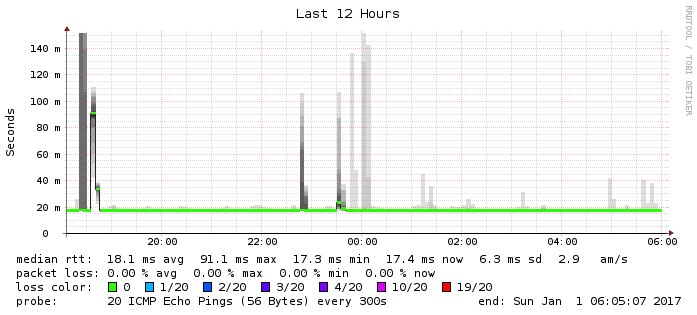 Last 12 Hours
RRDTOOL / TOBI OETIKER
Seconds
140 m
120 m
100 m
80 m
60 m
40 m
20 m
0
20:00 22:00 00:00 02:00 04:00 06:00
median rtt: 18.1 ms avg 91.1 ms max 17.3 ms min 17.4 ms now 6.3 ms sd 2.9 am/s
packet loss: 0.00 % avg 0.00 % max 0.00 % min 0.00 % now
loss color: 0 1/20 2/20 3/20 4/20 10/20 19/20
probe: 20 ICMP Echo Pings (56 Bytes) every 300s end: Sun Jan 1 06:05:07 2017